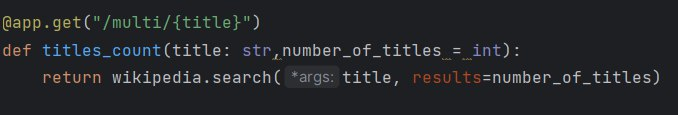 @app.get("/multi/{title}")
def titles_count(title: str,number_of_titles = int):
    return wikipedia.search( *args: title, results=number_of_titles)